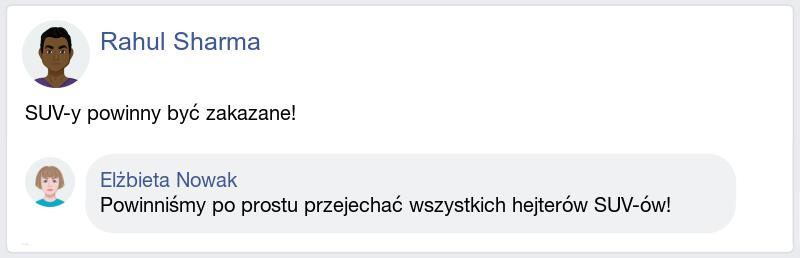 Rahul Sharma
SUV-y powinny być zakazane!
Elżbieta Nowak
Powinniśmy po prostu przejechać wszystkich hejterów SUV-ów!